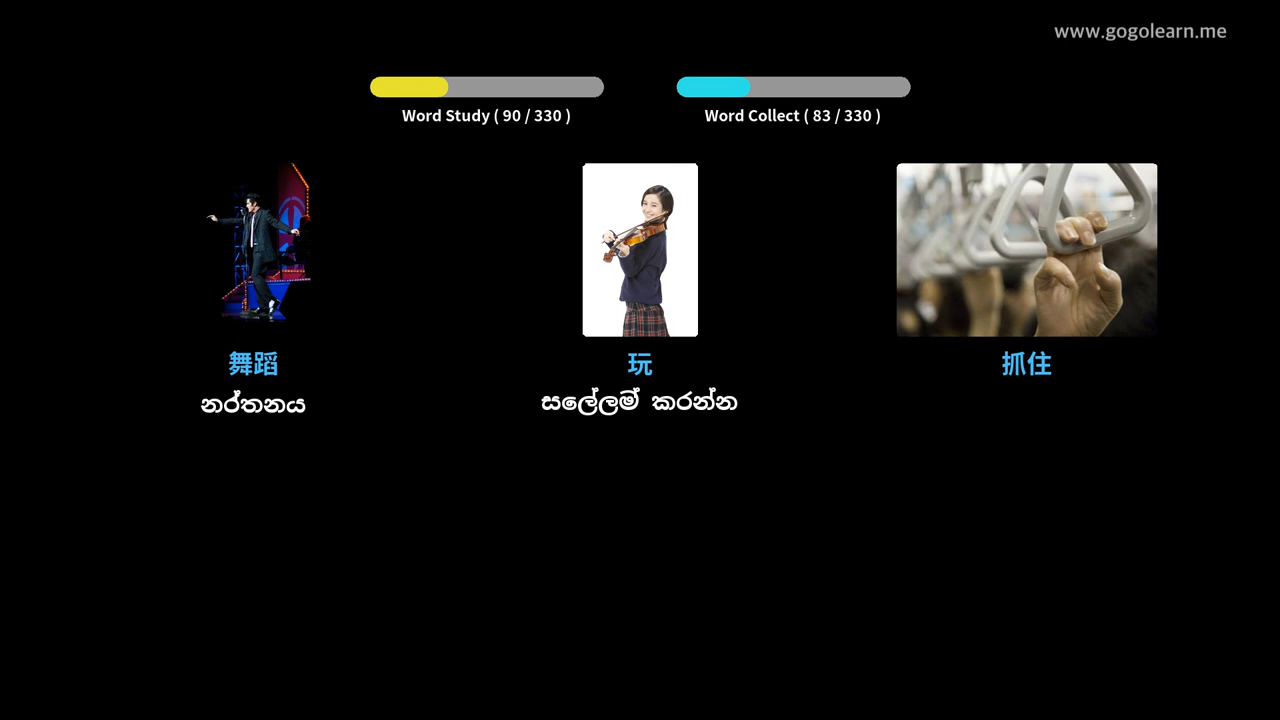 www.gogolearn.me
Word Study ( 90 / 330 )
Word Collect ( 83 / 330 )
舞蹈
玩
抓住
නර්තනය
සලේලම් කරන්න